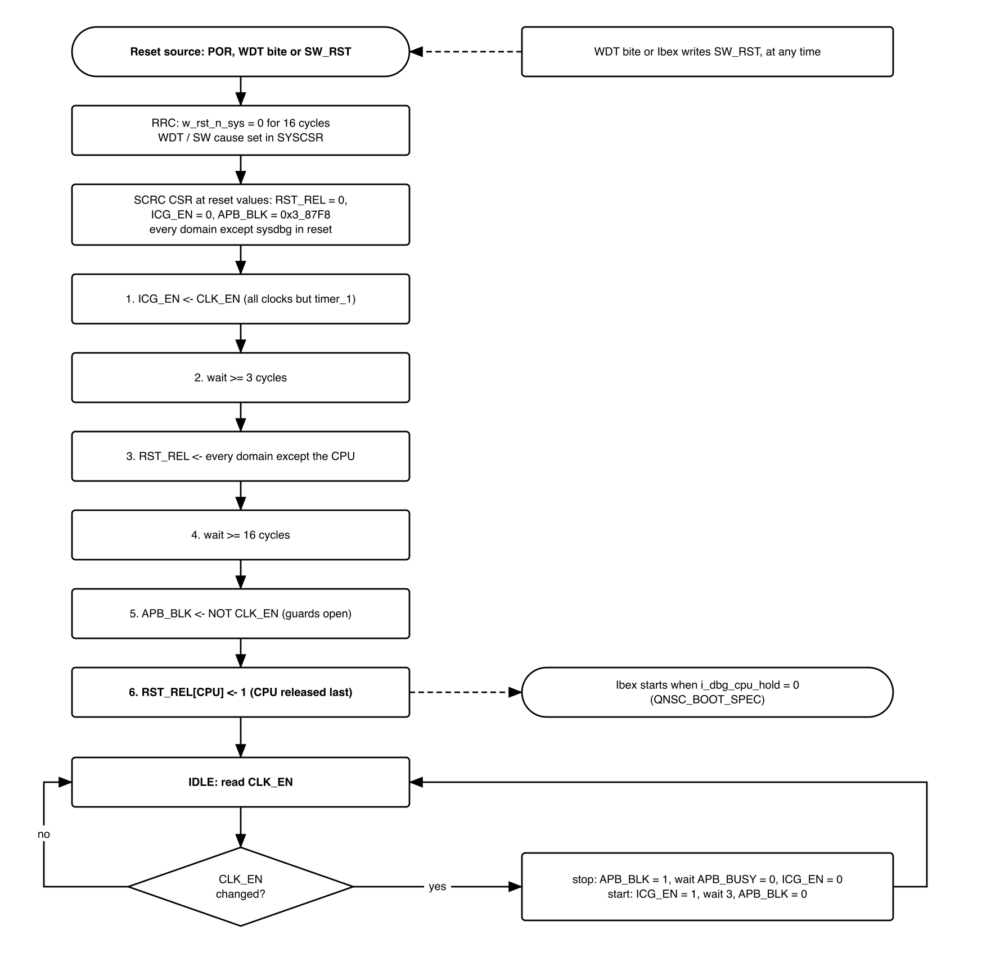 Reset source: POR, WDT bite or SW_RST
WDT bite or Ibex writes SW_RST, at any time
RRC: w_rst_n_sys = 0 for 16 cycles
WDT / SW cause set in SYSCSR
SCRC CSR at reset values: RST_REL = 0,
ICG_EN = 0, APB_BLK = 0x3_87F8
every domain except sysdbg in reset
1. ICG_EN <- CLK_EN (all clocks but timer_1)
2. wait >= 3 cycles
3. RST_REL <- every domain except the CPU
4. wait >= 16 cycles
5. APB_BLK <- NOT CLK_EN (guards open)
6. RST_REL[CPU] <- 1 (CPU released last)
Ibex starts when i_dbg_cpu_hold = 0
(QNSC_BOOT_SPEC)
IDLE: read CLK_EN
no
CLK_EN
changed?
yes
stop: APB_BLK = 1, wait APB_BUSY = 0, ICG_EN = 0
start: ICG_EN = 1, wait 3, APB_BLK = 0